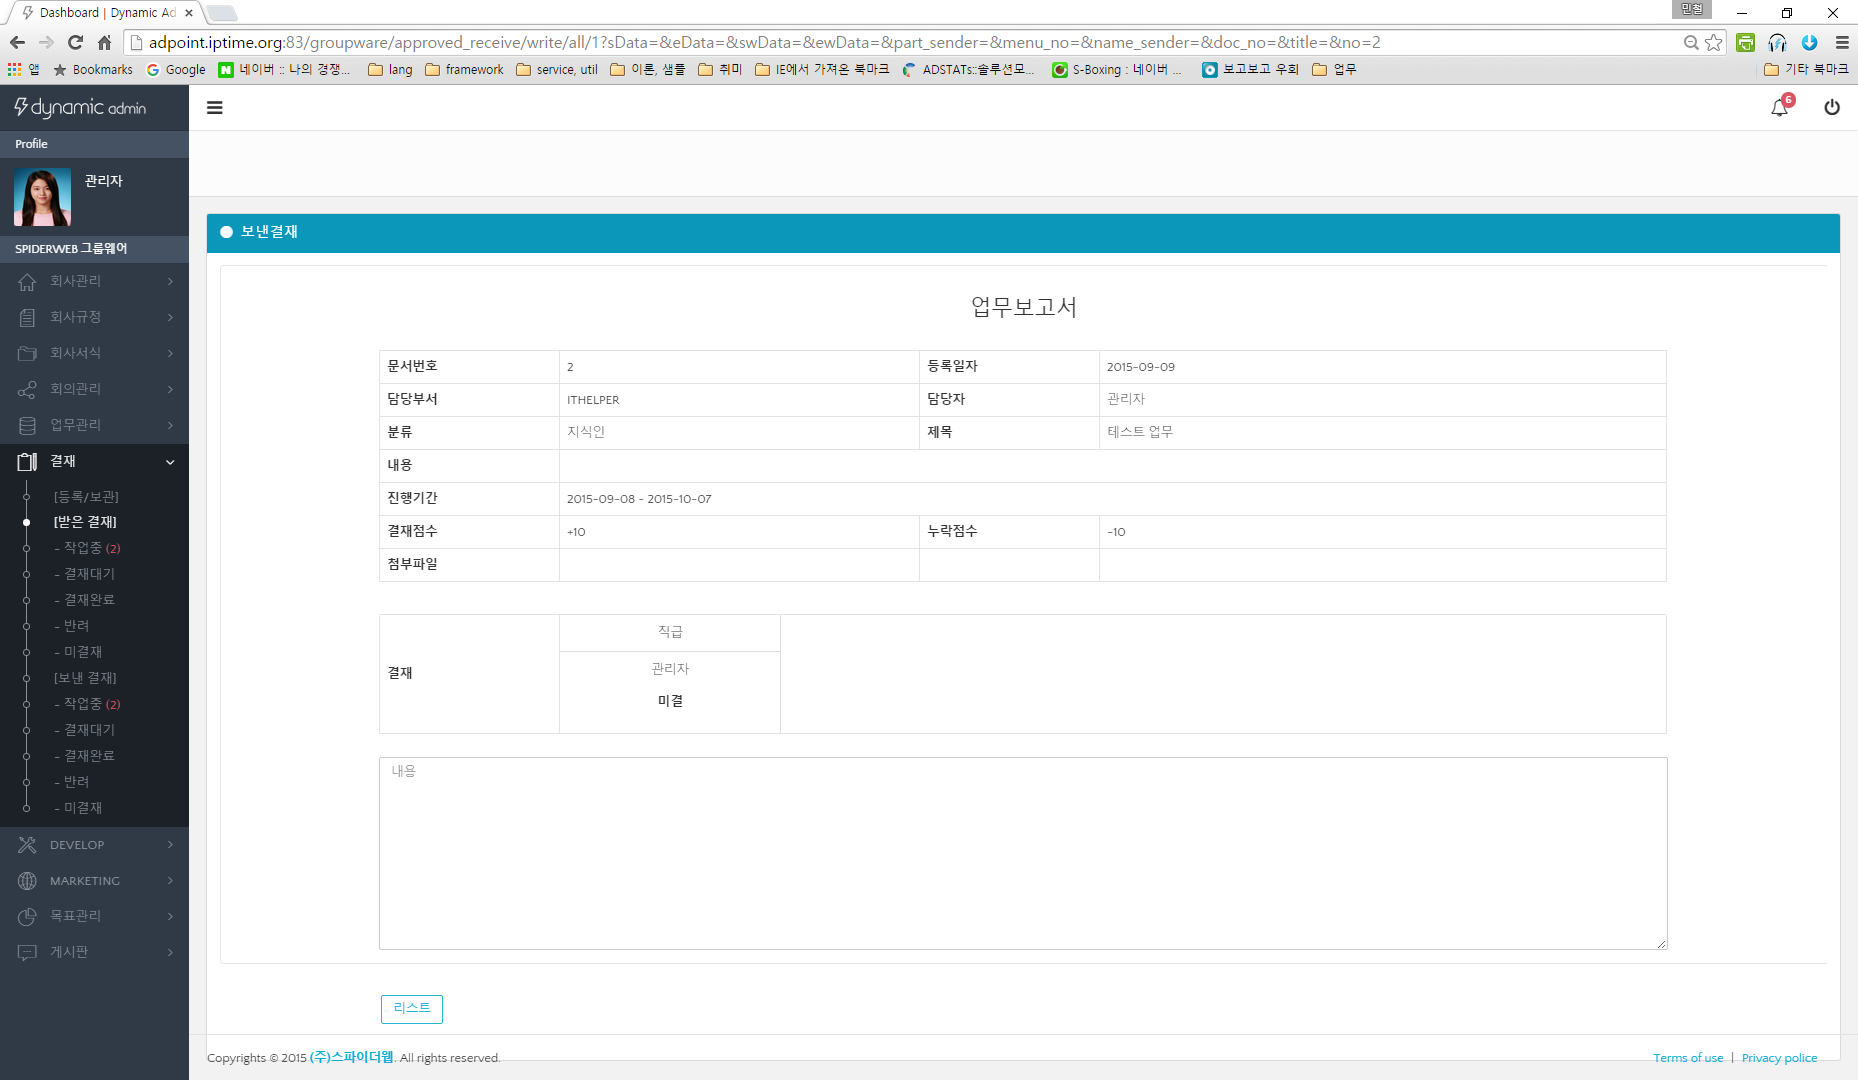 Dashboard | Dynamic Ad
민철
adpoint.iptime.org:83/groupware/approved_receive/write/all/1?sData=&eData=&swData=&ewData=&part_sender=&menu_no=&name_sender=&doc_no=&title=&no=2
앱 Bookmarks Google 네이버 :: 나의 경쟁... lang framework service, util 이론, 샘플 취미 IE에서 가져온 북마크 ADSTATs::솔루션모... S-Boxing : 네이버 ... 보고보고 우회 업무 기타 북마크
dynamic admin
6
Profile
관리자
SPIDERWEB 그룹웨어
회사관리
회사규정
회사서식
회의관리
업무관리
결재
[등록/보관]
[받은 결재]
- 작업중 (2)
- 결재대기
- 결재완료
- 반려
- 미결재
[보낸 결재]
- 작업중 (2)
- 결재대기
- 결재완료
- 반려
- 미결재
DEVELOP
MARKETING
목표관리
게시판
보낸결재
업무보고서
문서번호 2 등록일자 2015-09-09
담당부서 ITHELPER 담당자 관리자
분류 지식인 제목 테스트 업무
내용
진행기간 2015-09-08 - 2015-10-07
결재점수 +10 누락점수 -10
첨부파일
직급
결재
관리자
미결
내용
리스트
Copyrights © 2015 (주)스파이더웹. All rights reserved.
Terms of use | Privacy police